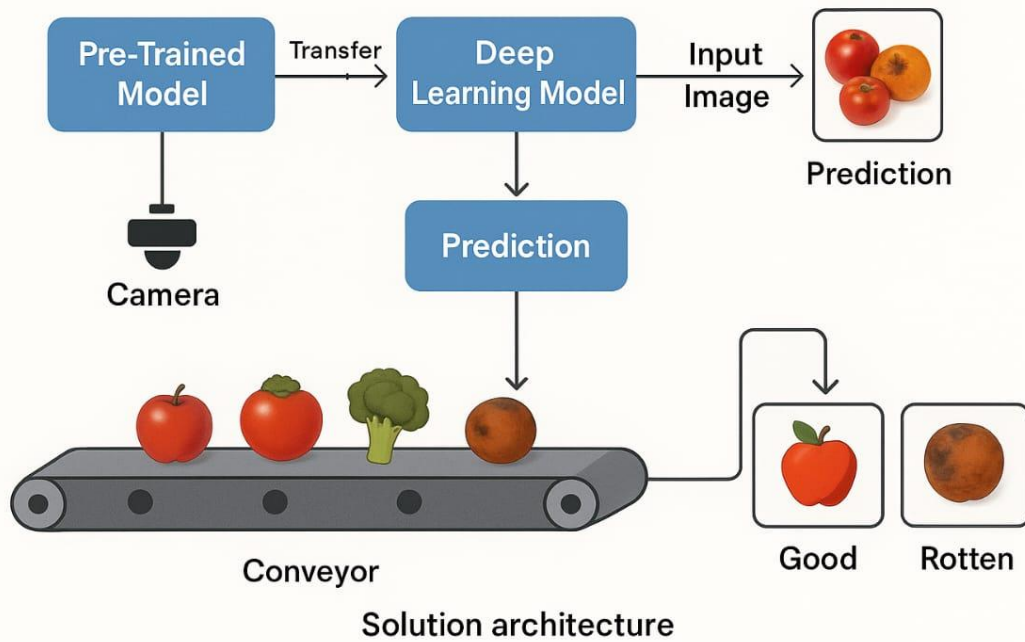 Pre-Trained
Model
Transfer
Deep
Learning Model
Input
Image
Prediction
Prediction
Camera
Conveyor
Good
Rotten
Solution architecture